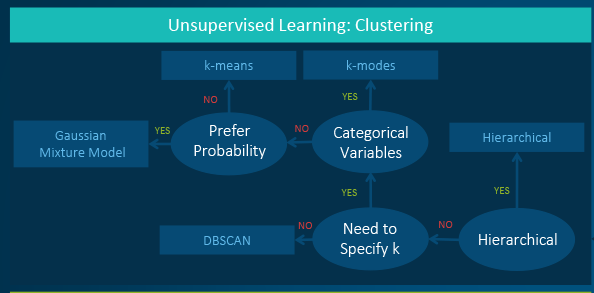 Unsupervised Learning: Clustering
k-means
k-modes
NO
YES
Gaussian
Mixture Model
YES
Prefer
Probability
NO
Categorical
Variables
Hierarchical
YES
YES
DBSCAN
NO
Need to
Specify k
NO
Hierarchical